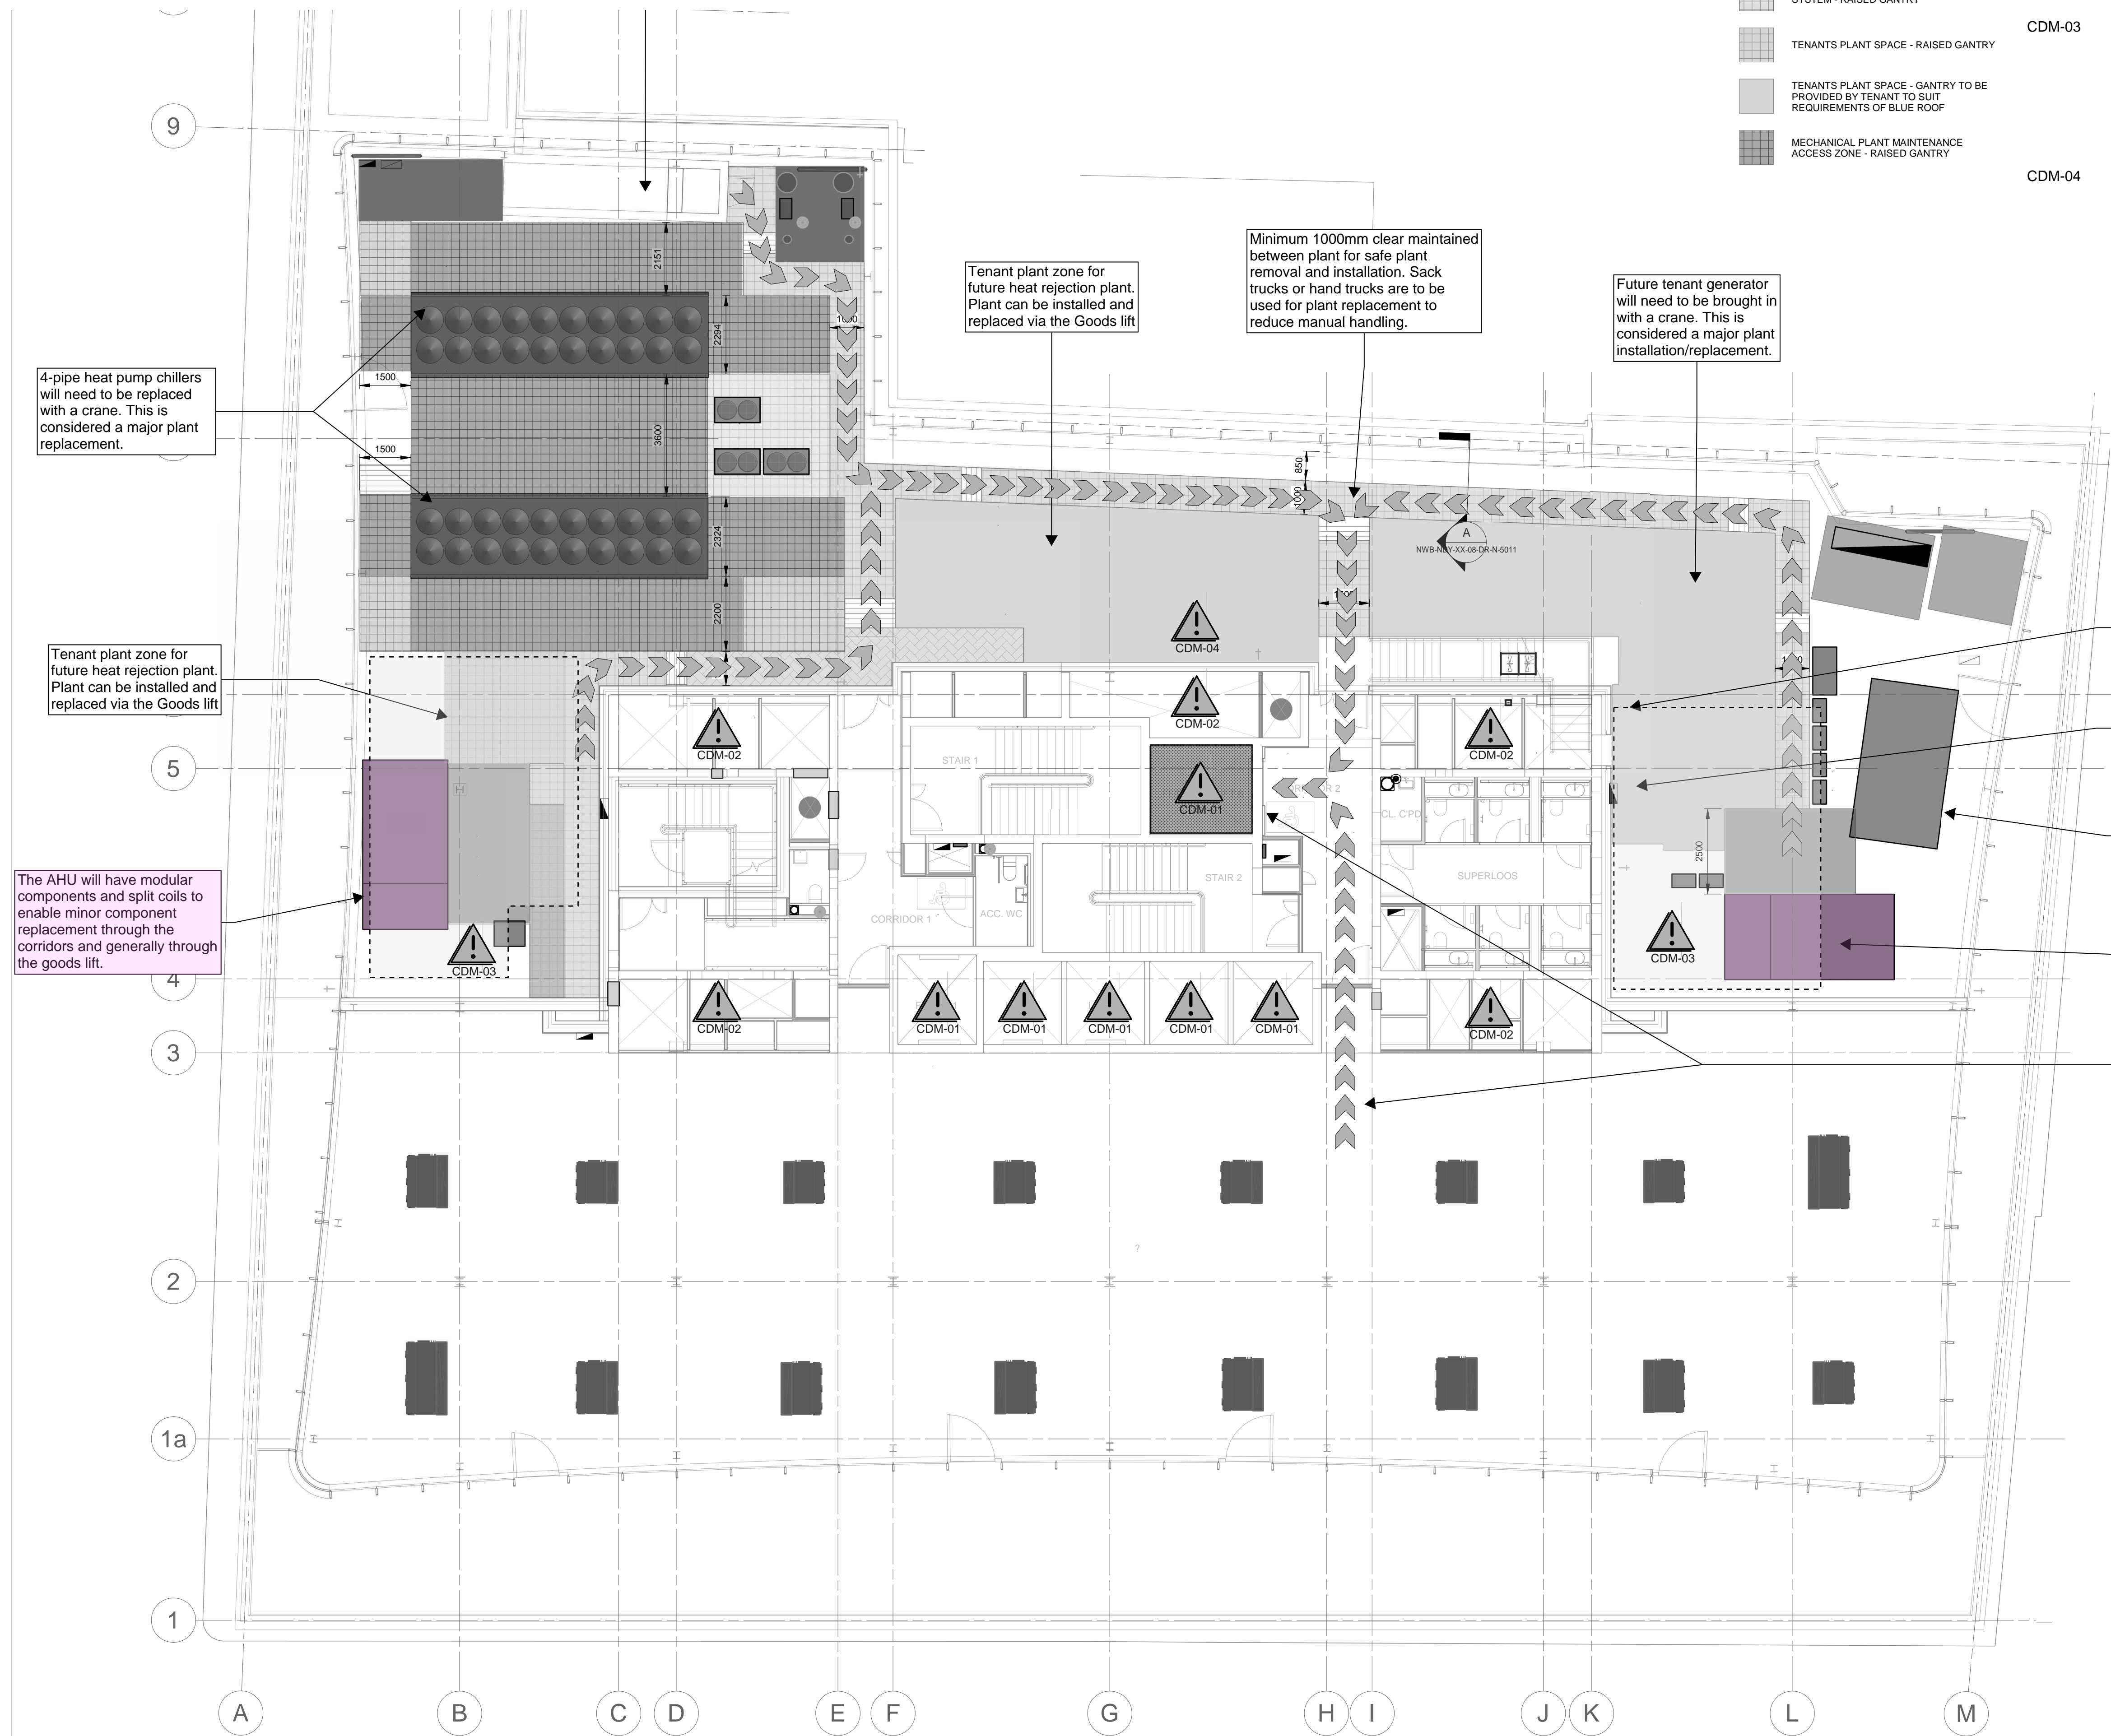 SYSTEM - RAISED GANTRY
CDM-03
TENANTS PLANT SPACE - RAISED GANTRY
TENANTS PLANT SPACE - GANTRY TO BE
PROVIDED BY TENANT TO SUIT
REQUIREMENTS OF BLUE ROOF
MECHANICAL PLANT MAINTENANCE
ACCESS ZONE - RAISED GANTRY
CDM-04
9
Minimum 1000mm clear maintained
between plant for safe plant
removal and installation. Sack
trucks or hand trucks are to be
used for plant replacement to
reduce manual handling.
Tenant plant zone for
future heat rejection plant.
Plant can be installed and
replaced via the Goods lift
Future tenant generator
will need to be brought in
with a crane. This is
considered a major plant
installation/replacement.
4-pipe heat pump chillers
will need to be replaced
with a crane. This is
considered a major plant
replacement.
2151
2294
1500
3600
1500
2324
2200
850
1000
A
NWB-NBY-XX-08-DR-N-5011
Tenant plant zone for
future heat rejection plant.
Plant can be installed and
replaced via the Goods lift
CDM-04
CDM-02
CDM-02
CDM-02
5
STAIR 1
CDM-01
CL. C'PD
2500
The AHU will have modular
components and split coils to
enable minor component
replacement through the
corridors and generally through
the goods lift.
STAIR 2
SUPERLOOS
CORRIDOR 1
ACC. WC
CDM-03
CDM-03
4
CDM-02
CDM-01
CDM-01
CDM-01
CDM-01
CDM-01
CDM-02
3
?
2
1a
1
A
B
C
D
E
F
G
H
I
J
K
L
M